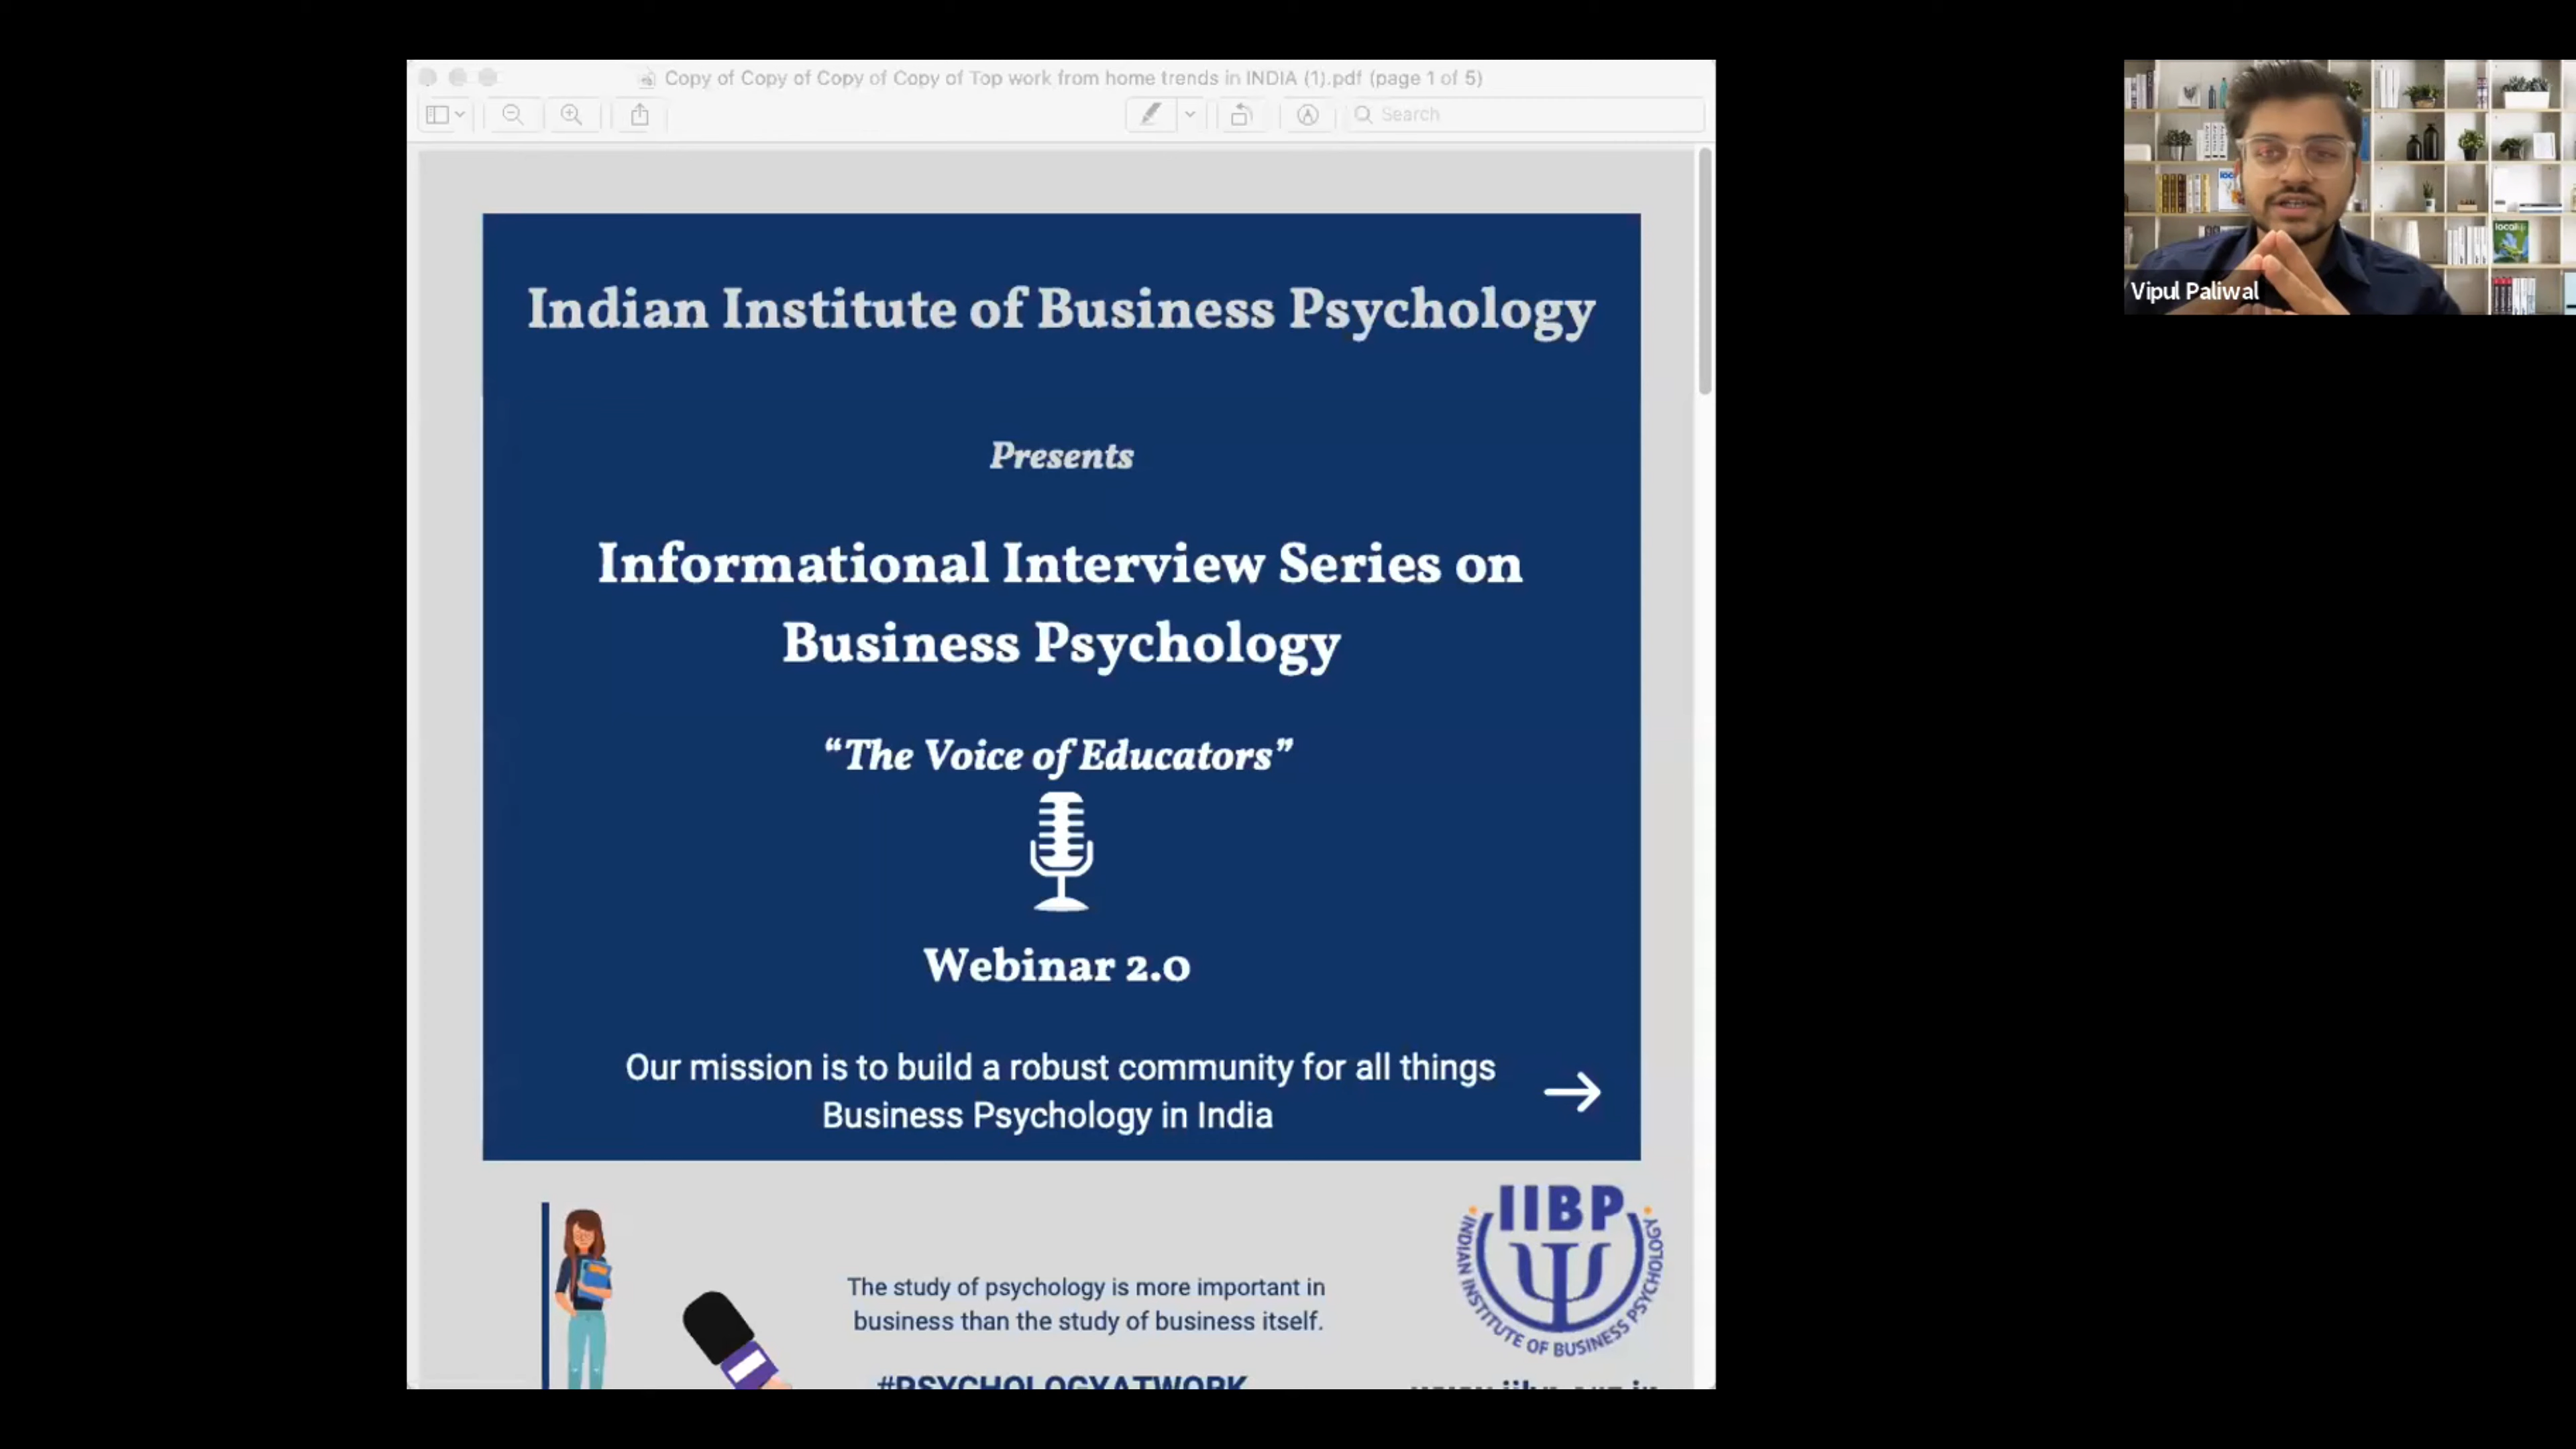 Copy of Copy of Copy of Copy of Top work from home trends in INDIA (1).pdf (page 1 of 5)
Search
Indian Institute of Business Psychology
Presents
Informational Interview Series on
Business Psychology
“The Voice of Educators”
Webinar 2.0
Our mission is to build a robust community for all things
Business Psychology in India
The study of psychology is more important in
business than the study of business itself.
#PSYCHOLOGYATWORK
IIBP
INDIAN INSTITUTE OF BUSINESS PSYCHOLOGY
Vipul Paliwal